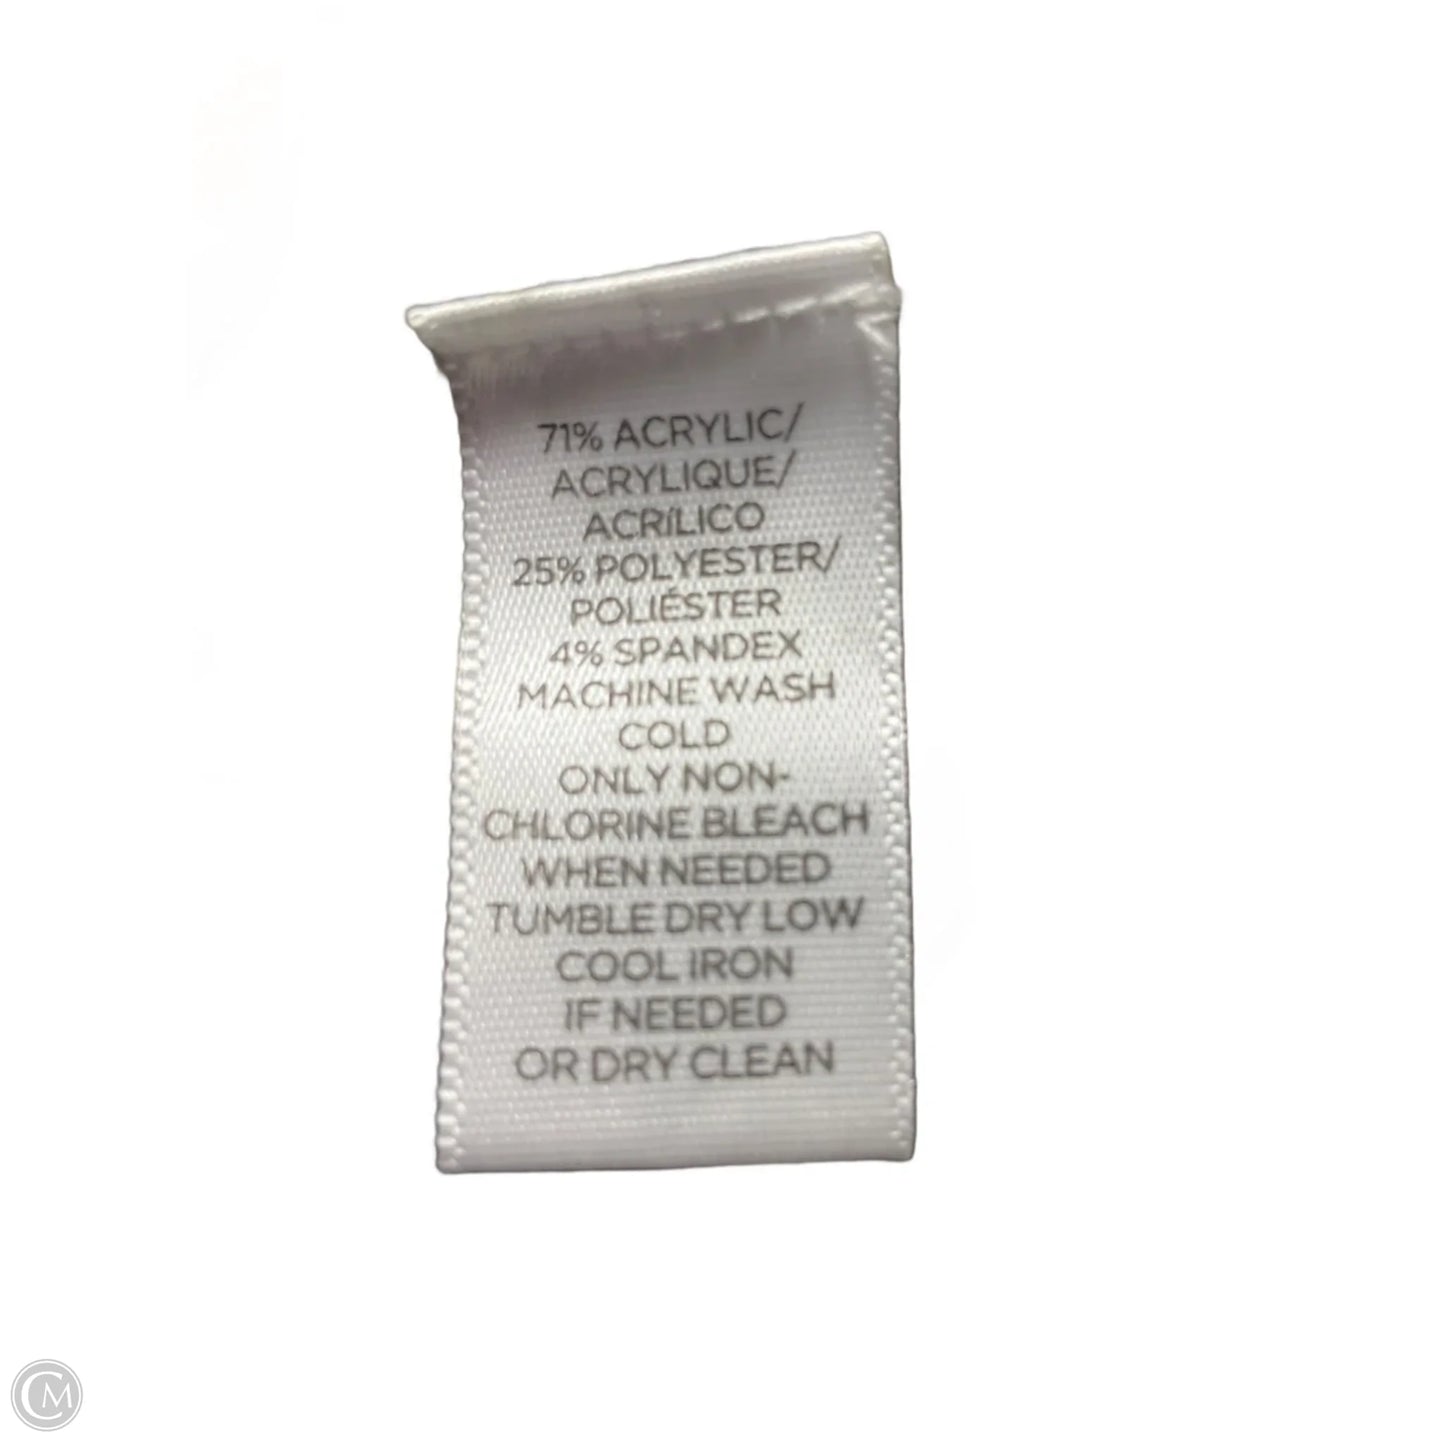 71% ACRYLIC/
ACRYLIQUE/
ACRÍLICO
25% POLYESTER/
POLIÉSTER
4% SPANDEX
MACHINE WASH
COLD
ONLY NON-
CHLORINE BLEACH
WHEN NEEDED
TUMBLE DRY LOW
COOL IRON
IF NEEDED
OR DRY CLEAN
CM